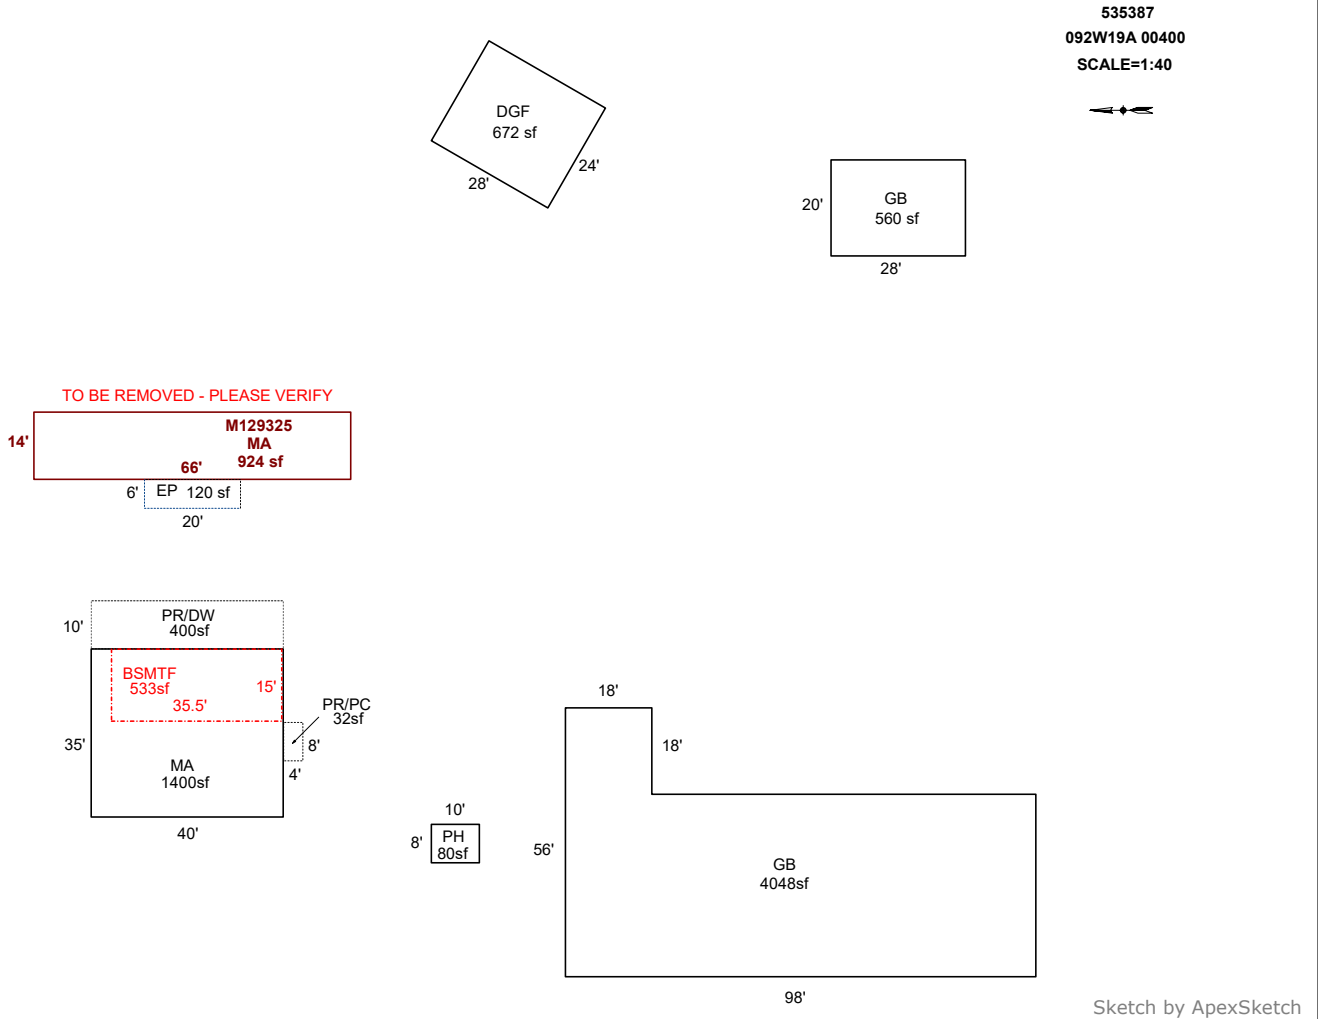 535387
092W19A 00400
SCALE=1:40
DGF
672 sf
24'
28'
GB
560 sf
20'
28'
TO BE REMOVED - PLEASE VERIFY
14'
M129325
MA
924 sf
66'
6'
EP 120 sf
20'
10'
PR/DW
400sf
BSMTF
533sf
15'
35.5'
PR/PC
32sf
8'
4'
35'
MA
1400sf
40'
10'
8'
PH
80sf
18'
18'
56'
GB
4048sf
98'
Sketch by ApexSketch